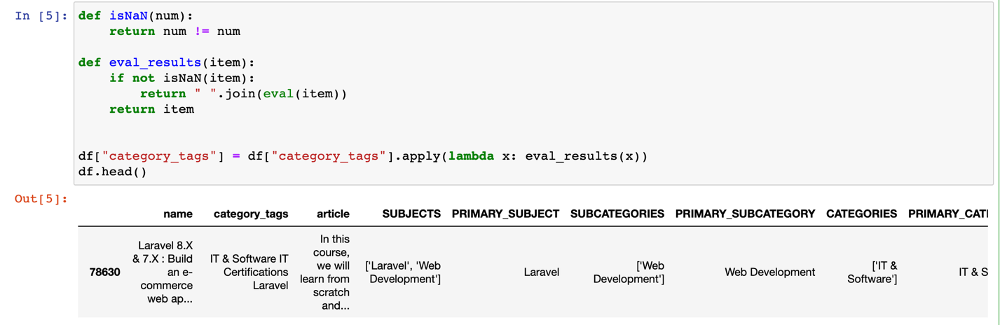 In [5]:
def isNaN(num):
    return num != num
def eval_results(item):
    if not isNaN(item):
        return " ".join(eval(item))
    return item
df["category_tags"] = df["category_tags"].apply(lambda x: eval_results(x))
df.head()
Out[5]:
name category_tags article SUBJECTS PRIMARY_SUBJECT SUBCATEGORIES PRIMARY_SUBCATEGORY CATEGORIES PRIMARY_CATI
78630
Laravel 8.X
& 7.X : Build
an e-
commerce
web ap...
IT & Software IT
Certifications
Laravel
In this
course,
we will
learn from
scratch
and...
['Laravel', 'Web
Development']
Laravel
['Web
Development']
Web Development
['IT &
Software']
IT & S